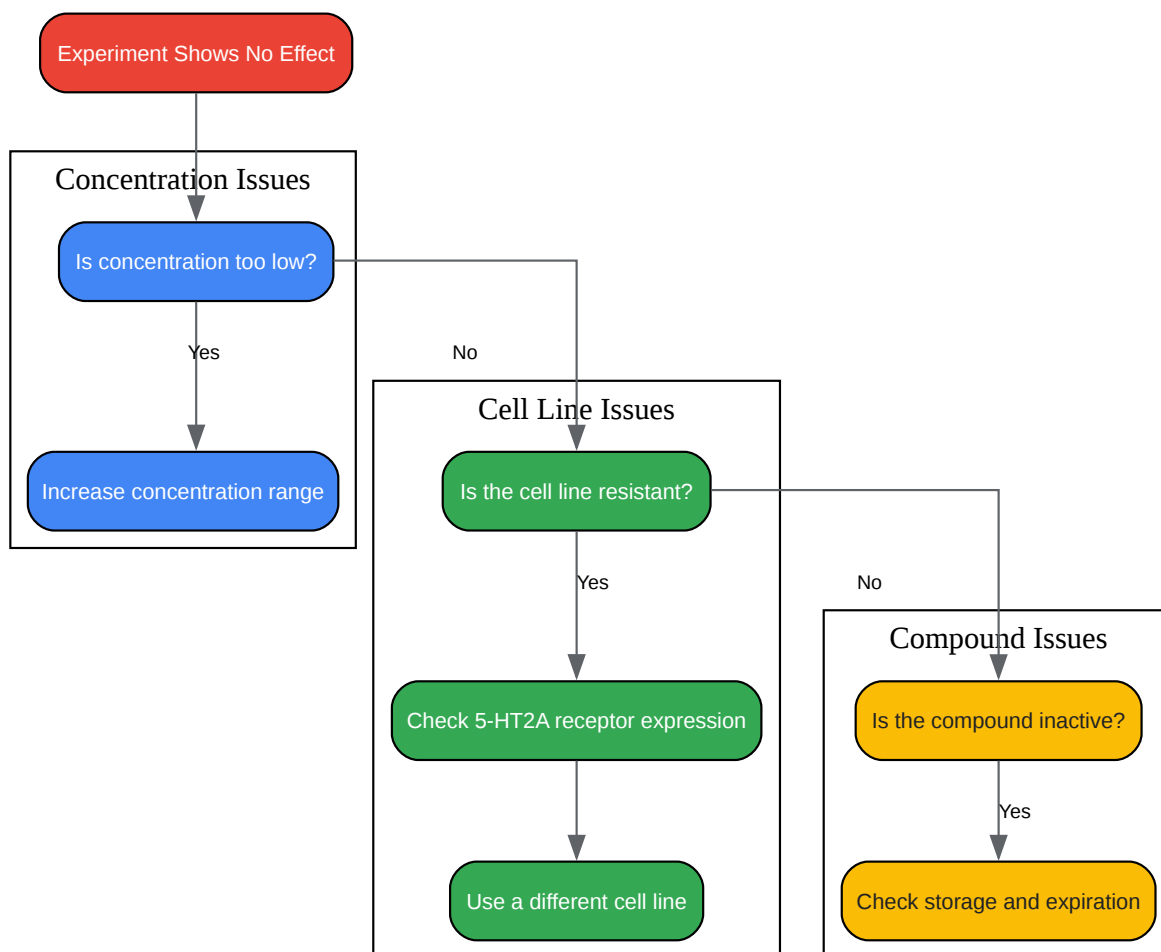 Experiment Shows No Effect
Concentration Issues
Is concentration too low?
Yes
No
Increase concentration range
Cell Line Issues
Is the cell line resistant?
Yes
No
Check 5-HT2A receptor expression
Use a different cell line
Compound Issues
Is the compound inactive?
Yes
Check storage and expiration